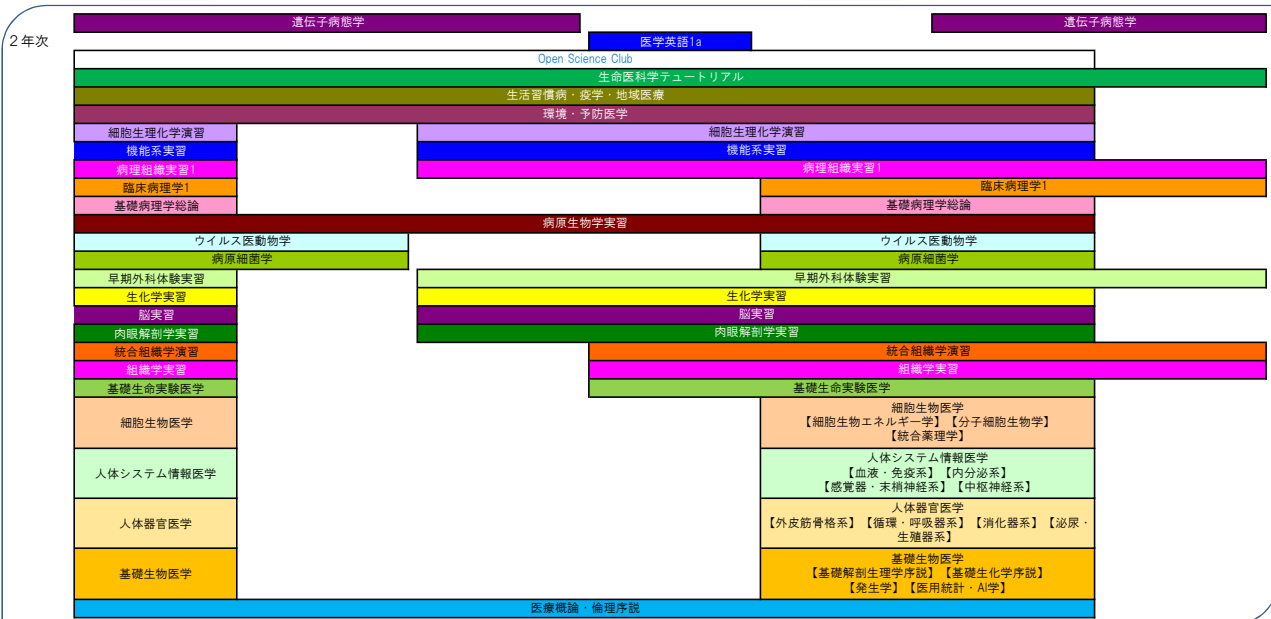 遺伝子病態学
遺伝子病態学
2年次
医学英語1a
Open Science Club
生命医科学テュートリアル
生活習慣病・疫学・地域医療
環境・予防医学
細胞生理化学演習
細胞生理化学演習
機能系実習
機能系実習
病理組織実習1
病理組織実習1
臨床病理学1
臨床病理学1
基礎病理学総論
基礎病理学総論
病原生物学実習
ウイルス医動物学
ウイルス医動物学
病原細菌学
病原細菌学
早期外科体験実習
早期外科体験実習
生化学実習
生化学実習
脳実習
脳実習
肉眼解剖学実習
肉眼解剖学実習
統合組織学演習
統合組織学演習
組織学実習
組織学実習
基礎生命実験医学
基礎生命実験医学
細胞生物医学
細胞生物医学
【細胞生物エネルギー学】【分子細胞生物学】
【統合薬理学】
人体システム情報医学
人体システム情報医学
【血液・免疫系】【内分泌系】
【感覚器・末梢神経系】【中枢神経系】
人体器官医学
人体器官医学
【外皮筋骨格系】【循環・呼吸器系】【消化器系】【泌尿・
生殖器系】
基礎生物医学
基礎生物医学
【基礎解剖生理学序説】【基礎生化学序説】
【発生学】【医用統計・AI学】
医療概論・倫理序説